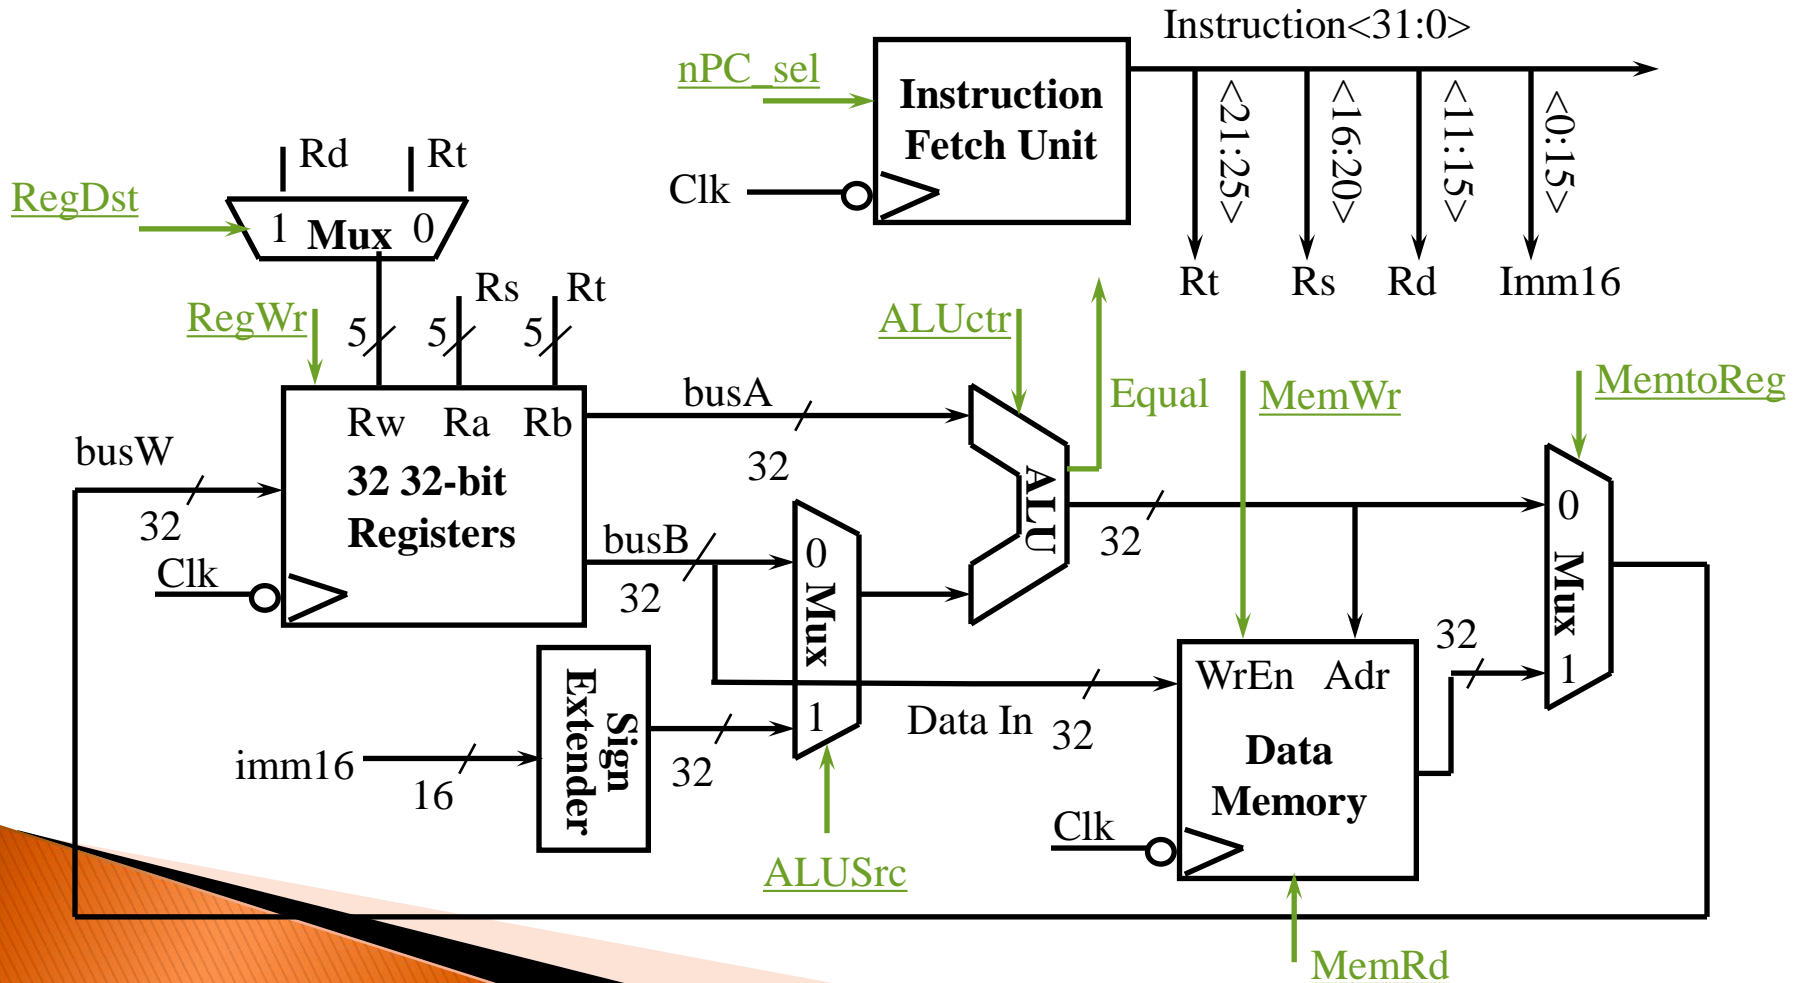 Instruction<31:0>
nPC_sel
Instruction
Fetch Unit
Clk
<21:25>
<16:20>
<11:15>
<0:15>
Rt
Rs
Rd
Imm16
Rd
Rt
RegDst
1
Mux
0
Rs
Rt
RegWr
5
5
5
ALUctr
Equal
MemWr
MemtoReg
busA
32
Rw
Ra
Rb
busW
32
32 32-bit
Registers
Clk
busB
32
0
Mux
1
ALU
32
0
Mux
1
32
WrEn
Adr
Data
Memory
Clk
Data In
32
imm16
16
Sign
Extender
32
ALUSrc
MemRd